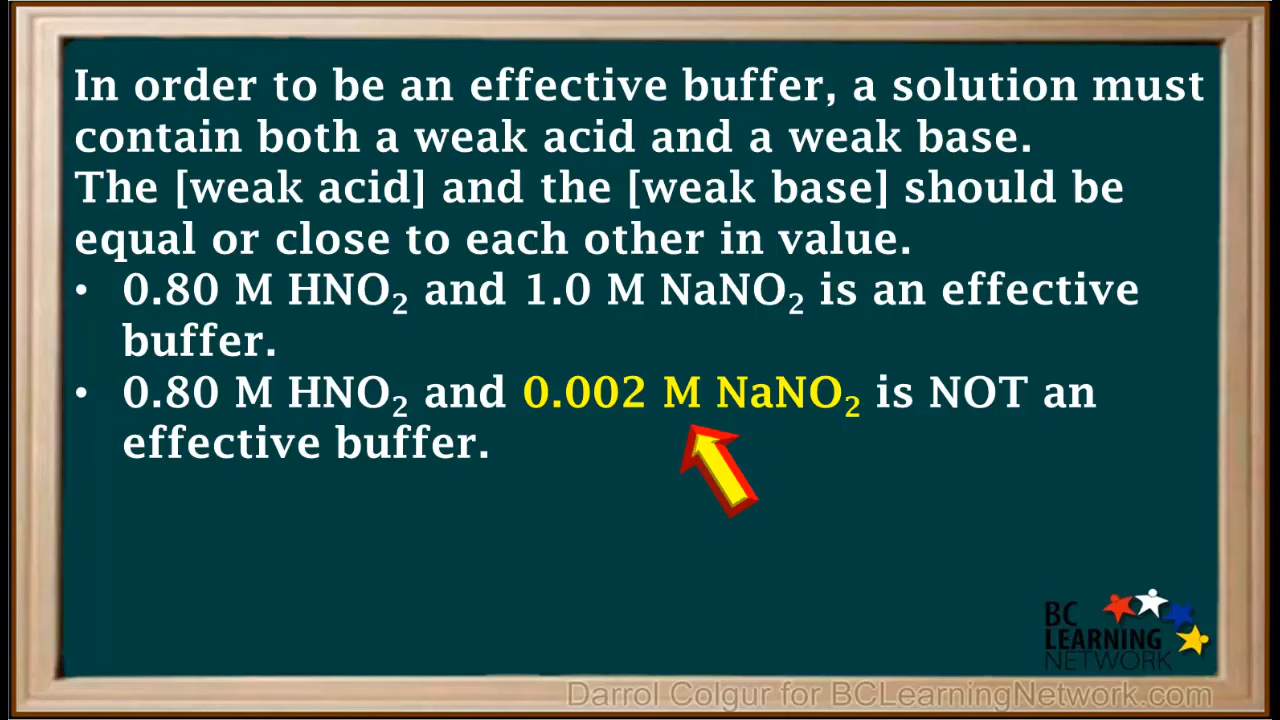 In order to be an effective buffer, a solution must
contain both a weak acid and a weak base.
The [weak acid] and the [weak base] should be
equal or close to each other in value.
• 0.80 M HNO₂ and 1.0 M NaNO₂ is an effective
buffer.
• 0.80 M HNO₂ and 0.002 M NaNO₂ is NOT an
effective buffer.
BC
LEARNING
NETWORK
Darrol Colgur for BCLearningNetwork.com